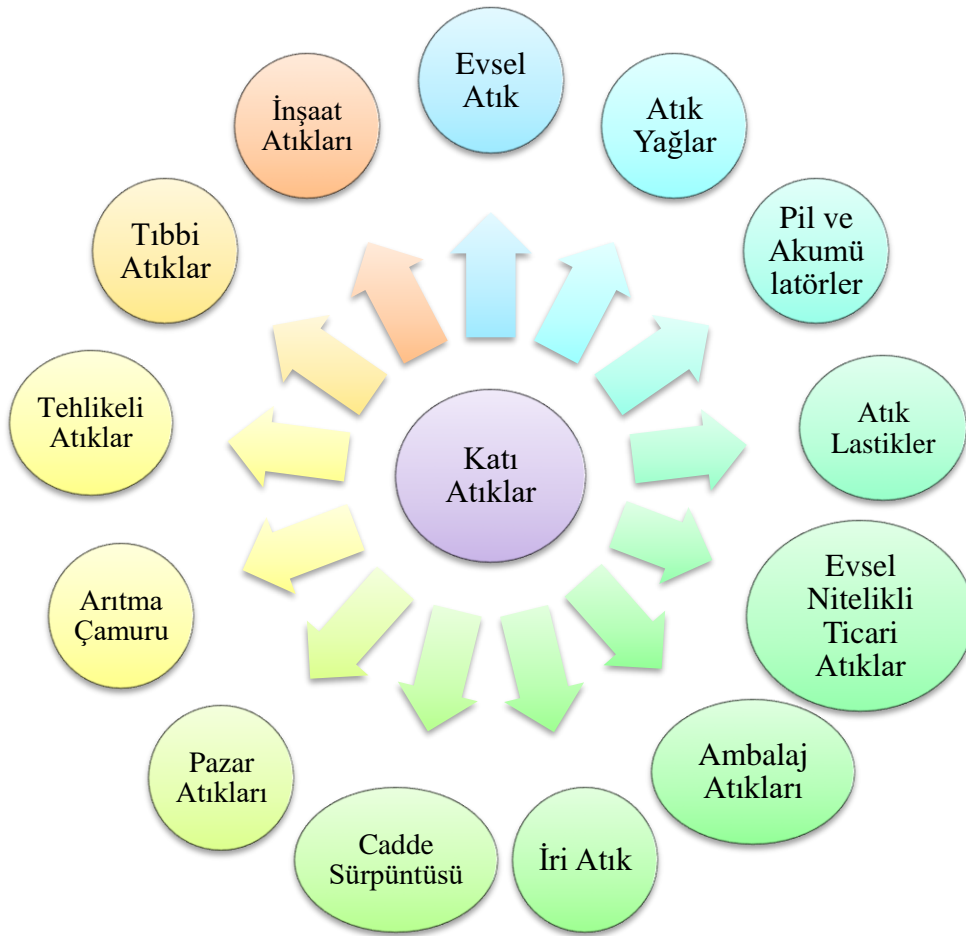 Evsel
Atık
Atık
Yağlar
Pil ve
Akümü
latörler
Atık
Lastikler
Evsel
Nitelikli
Ticari
Atıklar
Ambalaj
Atıkları
İri Atık
Cadde
Sürpüntüsü
Pazar
Atıkları
Arıtma
Çamuru
Tehlikeli
Atıklar
Tıbbi
Atıklar
İnşaat
Atıkları
Katı
Atıklar